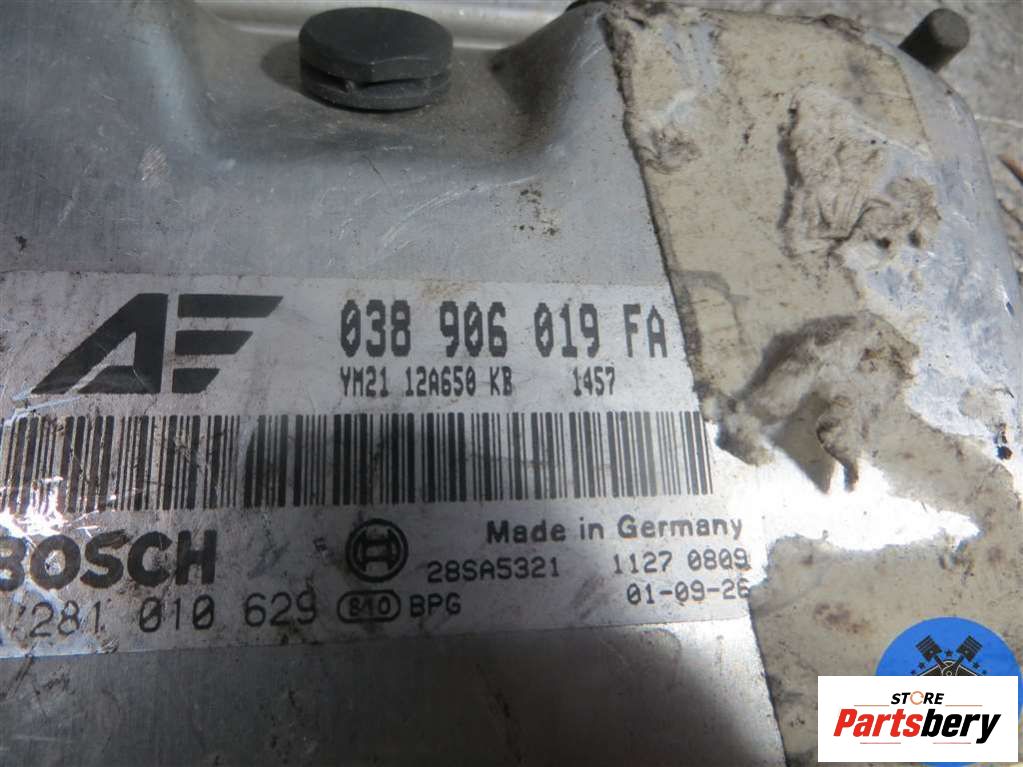 AF
038 906 019 FA
YM21 12A650 KB 1457
BOSCH
Made in Germany
28SA5321 1127 0809
281 010 629 BPG 01-09-26
STORE
Partsbery